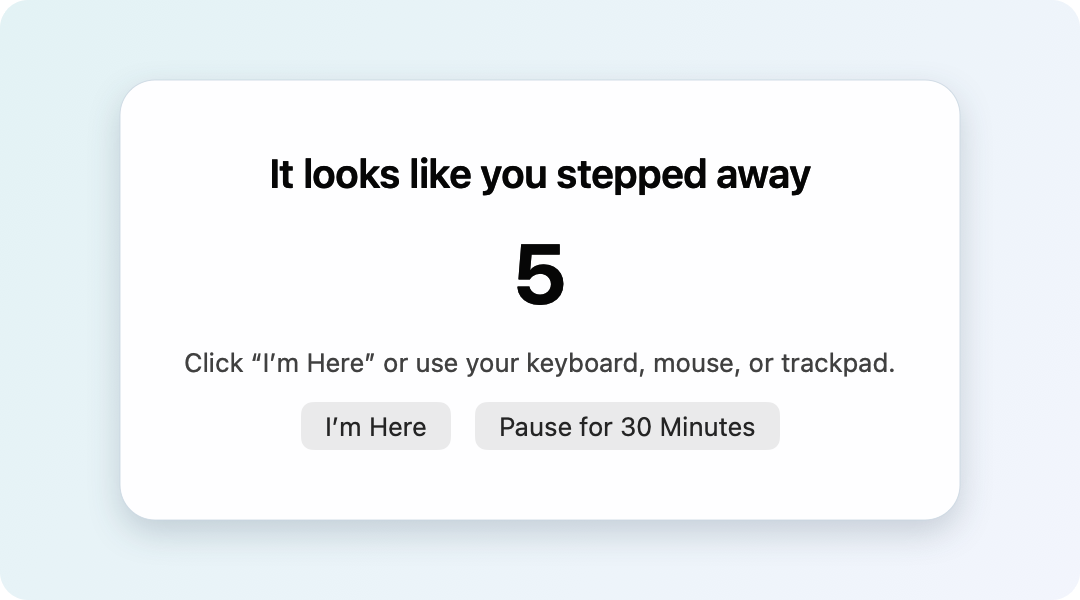 It looks like you stepped away
5
Click “I’m Here” or use your keyboard, mouse, or trackpad.
I’m Here
Pause for 30 Minutes